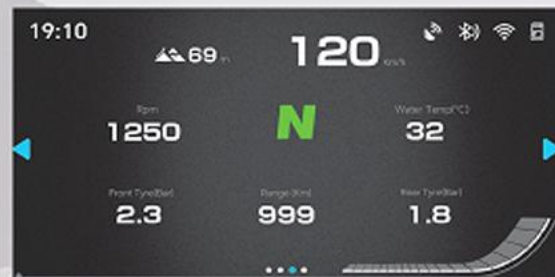 19:10
69 m
120 Km/h
Rpm
1250
N
Water Temp(°C)
32
Front Tyre(Bar)
2.3
Range(Km)
999
Rear Tyre(Bar)
1.8